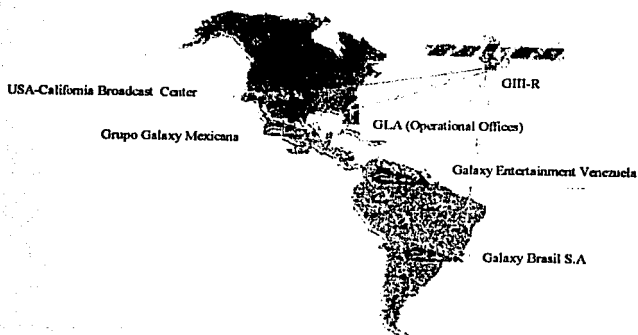 USA-California Broadcast Center
GIII-R
GLA (Operational Offices)
Grupo Galaxy Mexicana
Galaxy Entertainment Venezuela
Galaxy Brasil S.A